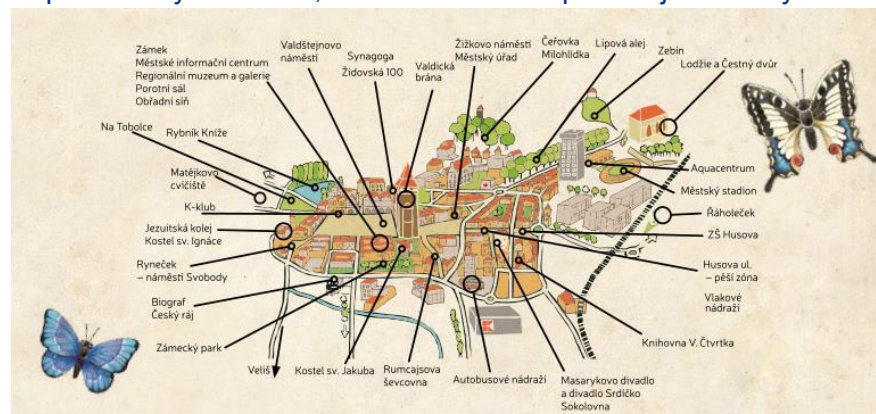 Zámek
Městské informační centrum
Regionální muzeum a galerie
Porotní sál
Obřadní síň
Valdštejnovo
náměstí
Synagoga
Židovská 100
Valdická
brána
Žižkovo náměstí
Městský úřad
Čeřovka
Milohlídka
Lipová alej
Zebín
Lodžie a Čestný dvůr
Na Tobolce
Rybník Kníže
Matějkovo
cvičiště
K-klub
Jezuitská kolej
Kostel sv. Ignáce
Ryneček
– náměstí Svobody
Biograf
Český ráj
Zámecký park
Veliš
Kostel sv. Jakuba
Rumcajsova
ševcovna
Autobusové nádraží
Masarykovo divadlo
a divadlo Srdíčko
Sokolovna
Knihovna V. Čtvrtka
Vlakové
nádraží
Husova ul.
– pěší zóna
ZŠ Husova
Řáholeček
Městský stadion
Aquacentrum